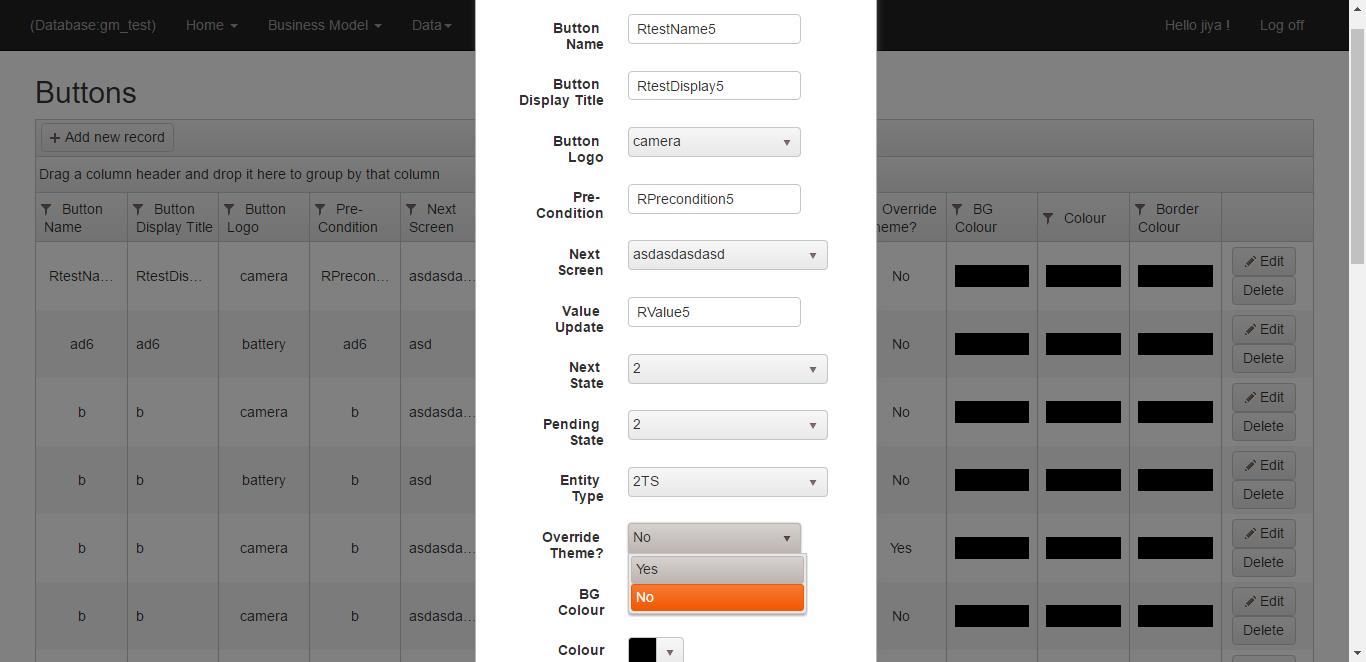 (Database:gm_test) Home Business Model Data Hello jiya ! Log off
Buttons
+ Add new record
Drag a column header and drop it here to group by that column
Button Name
Button Display Title
Button Logo
Pre-Condition
Next Screen
Override
heme?
BG Colour
Colour
Border Colour
RtestNa... RtestDis... camera RPrecon... asdasda... No Edit
Delete
ad6 ad6 battery ad6 asd No Edit
Delete
b b camera b asdasda... No Edit
Delete
b b battery b asd No Edit
Delete
b b camera b asdasda... Yes Edit
Delete
b b battery b asd No Edit
Delete
Button Name
RtestName5
Button Display Title
RtestDisplay5
Button Logo
camera
Pre-Condition
RPrecondition5
Next Screen
asdasdasdasd
Value Update
RValue5
Next State
2
Pending State
2
Entity Type
2TS
Override Theme?
No
Yes
No
BG Colour
Colour